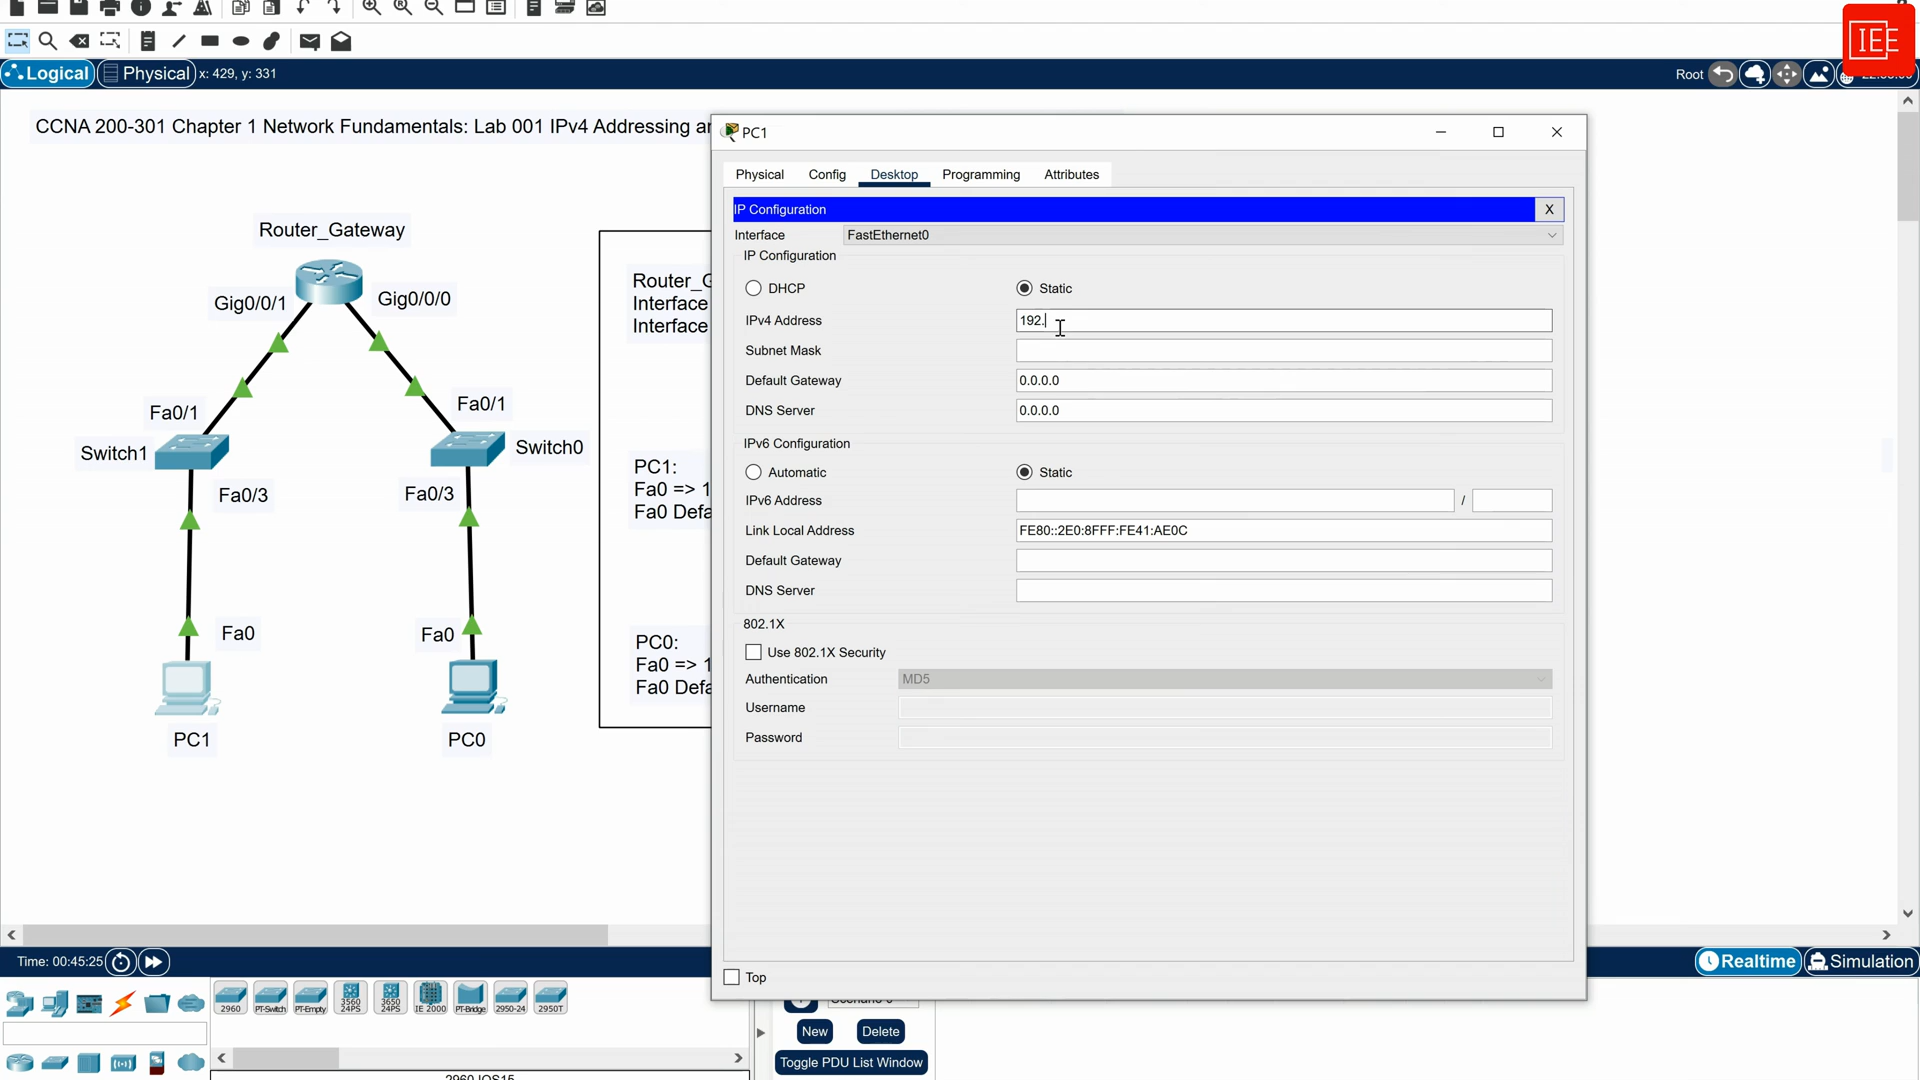 IEE
Logical
Physical
x: 429, y: 331
Root
CCNA 200-301 Chapter 1 Network Fundamentals: Lab 001 IPv4 Addressing
Router_Gateway
Gig0/0/1
Gig0/0/0
Fa0/1
Fa0/1
Switch1
Switch0
Fa0/3
Fa0/3
Fa0
Fa0
PC1
PC0
Interface
Interface
PC1:
Fa0 => 1
Fa0
PC0:
Fa0 => 1
Fa0
PC1
Physical
Config
Desktop
Programming
Attributes
IP Configuration
X
Interface
FastEthernet0
IP Configuration
DHCP
Static
IPv4 Address
192.
Subnet Mask
Default Gateway
0.0.0.0
DNS Server
0.0.0.0
IPv6 Configuration
Automatic
Static
IPv6 Address
/
Link Local Address
FE80::2E0:8FFF:FE41:AE0C
Default Gateway
DNS Server
802.1X
Use 802.1X Security
Authentication
MD5
Username
Password
Top
Time: 00:45:25
Realtime
Simulation
2960
PT-Switch
PT-Empty
3560
24PS
3650
24PS
IE 2000
PT-Bridge
2950-24
2950T
New
Delete
Toggle PDU List Window
2960 IOS15